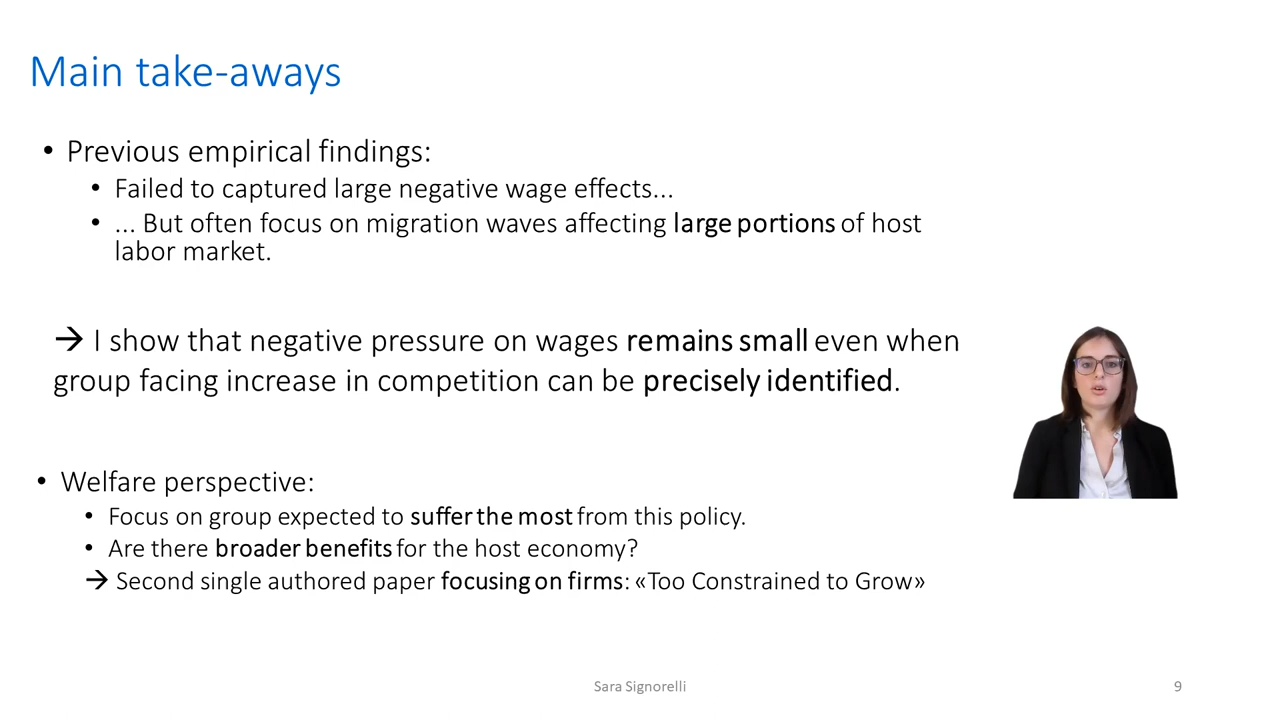 Main take-aways
• Previous empirical findings:
• Failed to captured large negative wage effects...
• ... But often focus on migration waves affecting large portions of host
labor market.
→ I show that negative pressure on wages remains small even when
group facing increase in competition can be precisely identified.
• Welfare perspective:
• Focus on group expected to suffer the most from this policy.
• Are there broader benefits for the host economy?
→ Second single authored paper focusing on firms: «Too Constrained to Grow»
Sara Signorelli
9